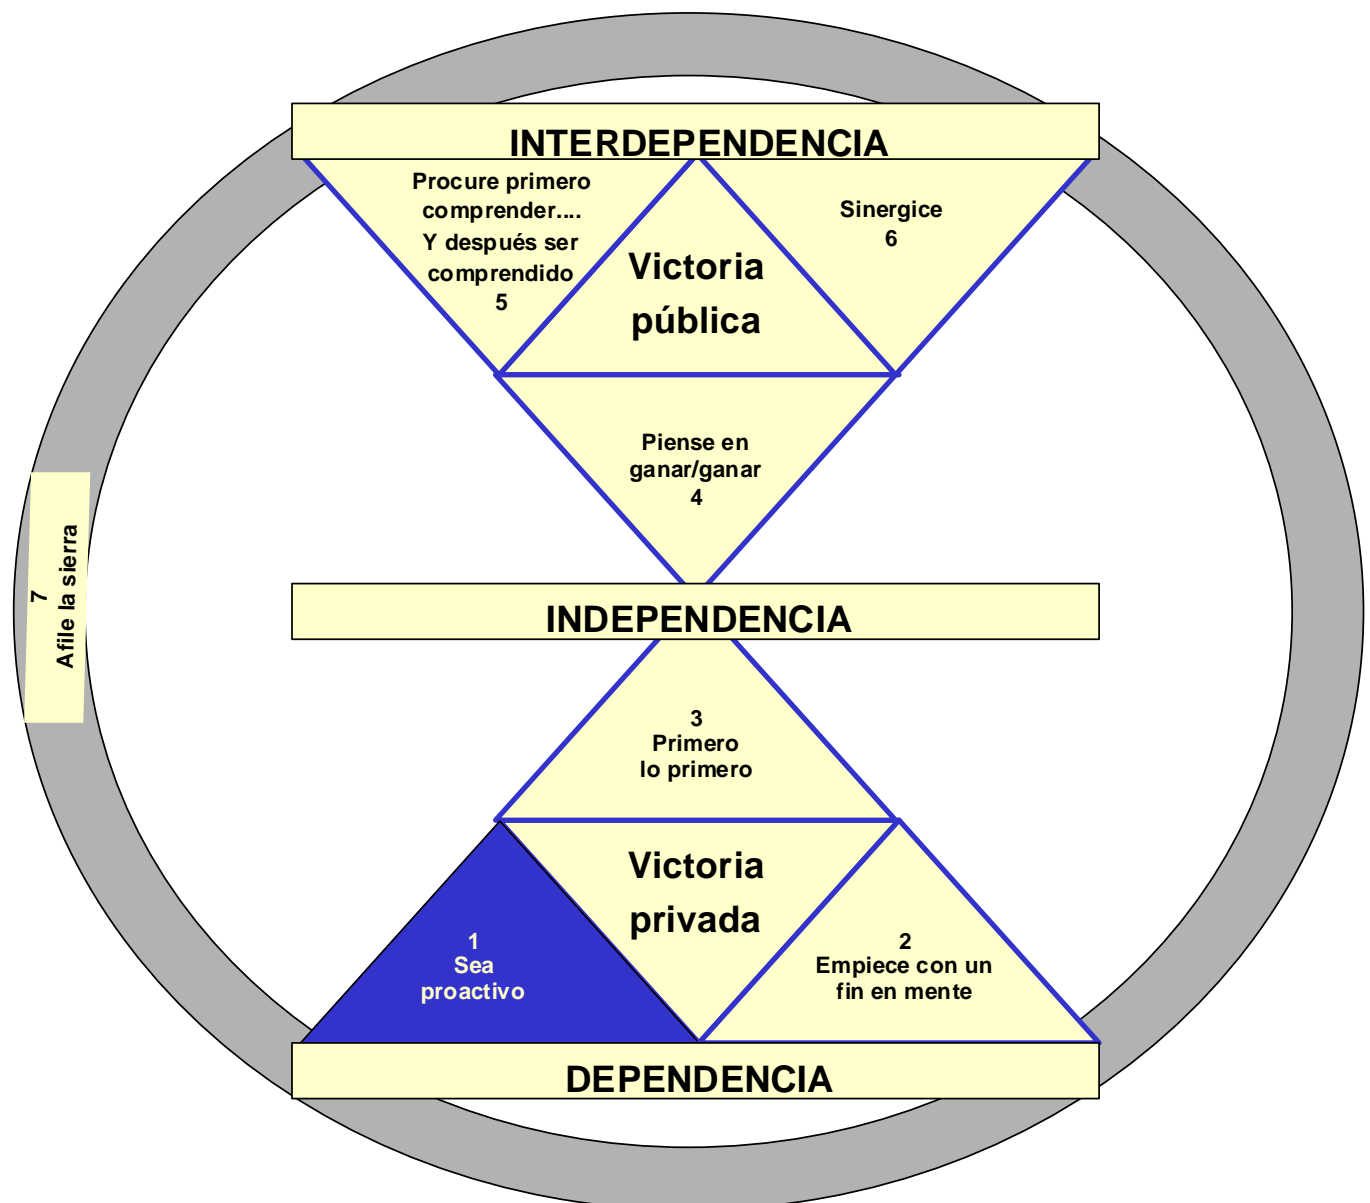 INTERDEPENDENCIA
Procure primero
comprender....
Y después ser
comprendido
5
Victoria
pública
Sinergice
6
Piense en
ganar/ganar
4
7
Afile la sierra
INDEPENDENCIA
3
Primero
lo primero
1
Sea
proactivo
Victoria
privada
2
Empiece con un
fin en mente
DEPENDENCIA